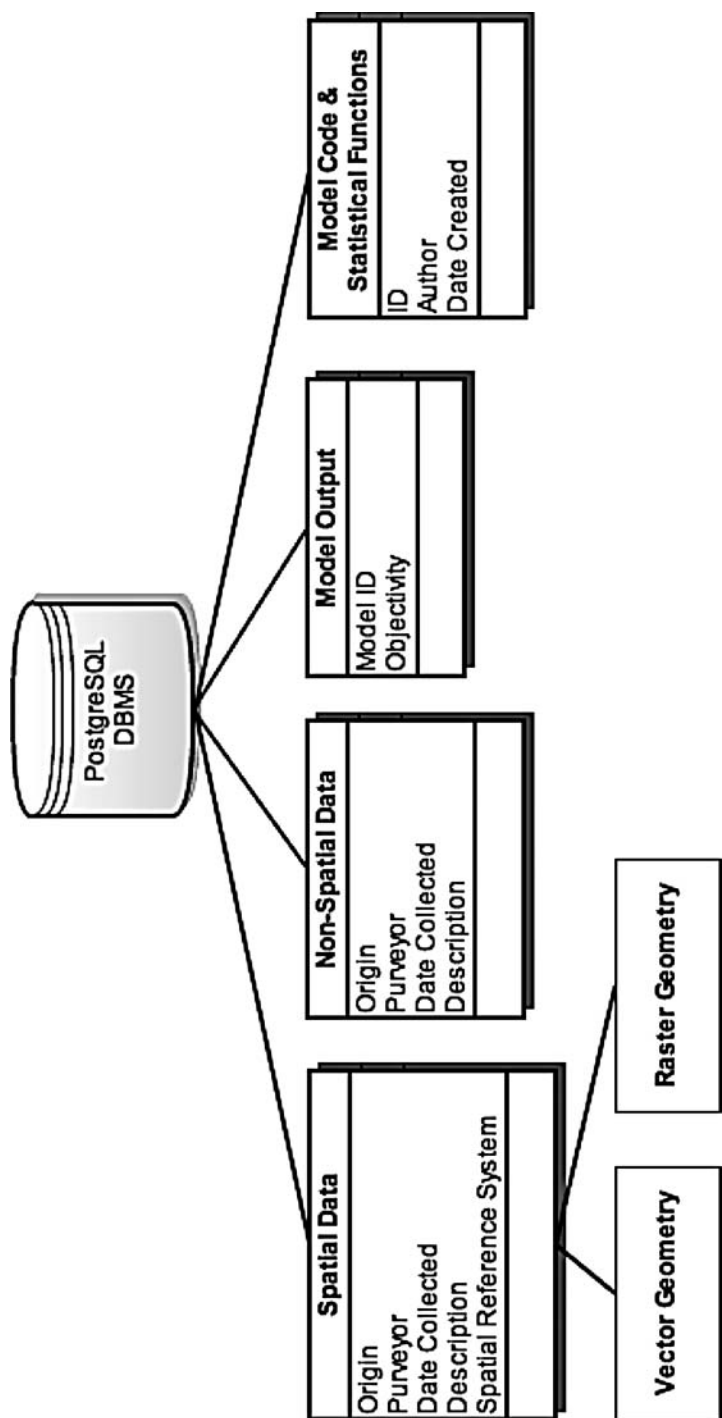 PostgreSQL
DBMS
Spatial Data
Origin
Purveyor
Date Collected
Description
Spatial Reference System
Non-Spatial Data
Origin
Purveyor
Date Collected
Description
Model Output
Model ID
Objectivity
Model Code &
Statistical Functions
ID
Author
Date Created
Vector Geometry
Raster Geometry